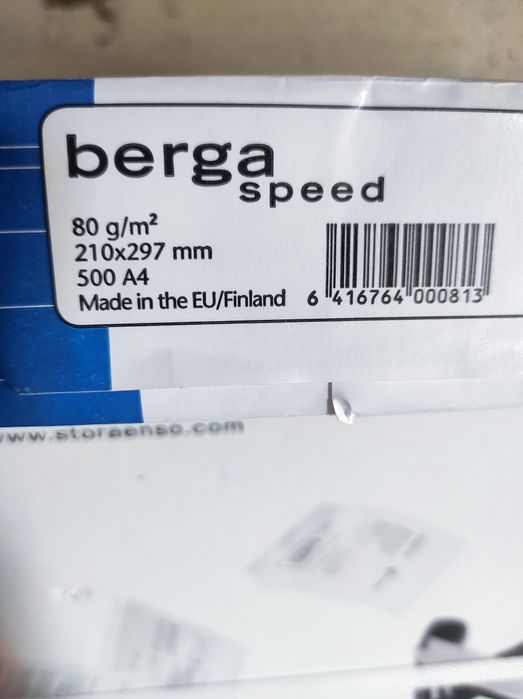 berga
speed
80 g/m²
210x297 mm
500 A4
Made in the EU/Finland
6 416764 000813
www.storaenso.com